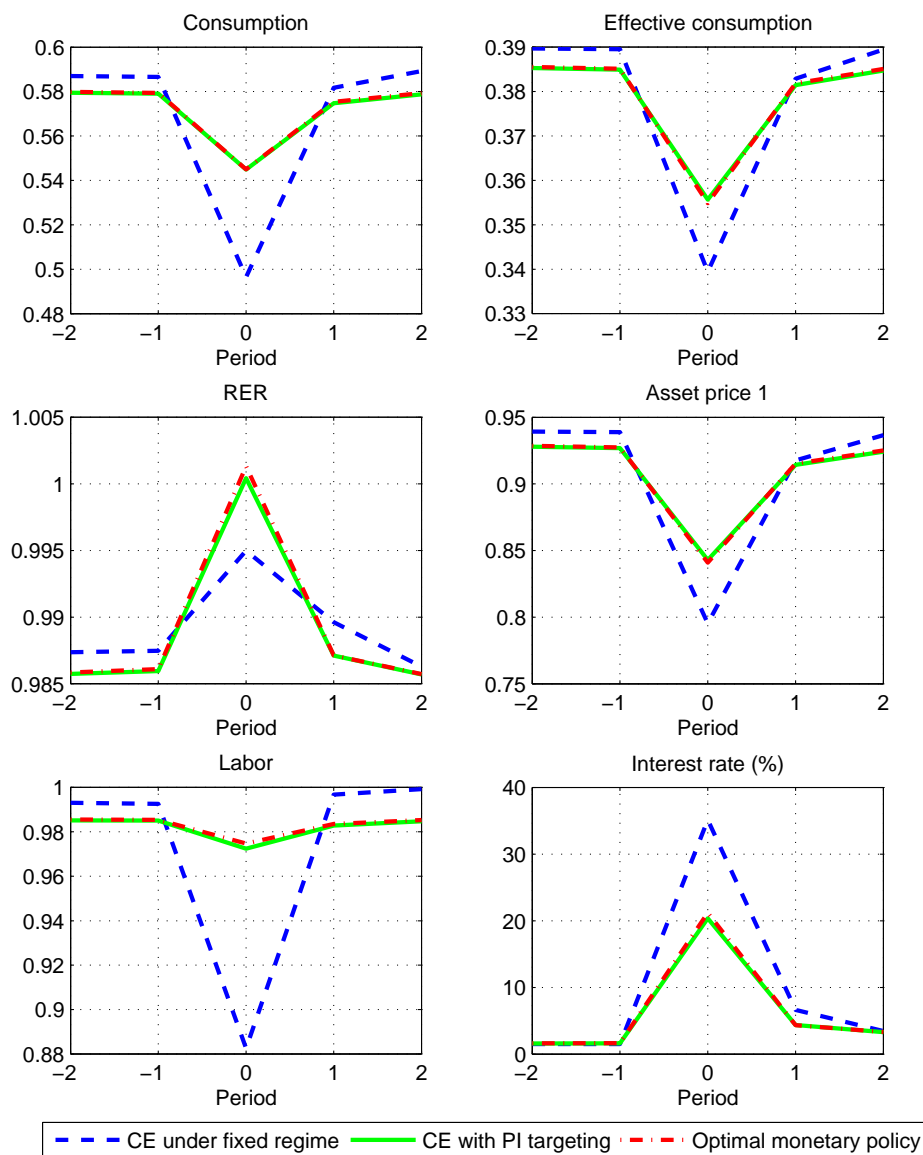 Consumption
0.6
0.58
0.56
0.54
0.52
0.5
0.48
−2 −1 0 1 2
Period
Effective consumption
0.39
0.38
0.37
0.36
0.35
0.34
0.33
−2 −1 0 1 2
Period
RER
1.005
1
0.995
0.99
0.985
−2 −1 0 1 2
Period
Asset price 1
0.95
0.9
0.85
0.8
0.75
−2 −1 0 1 2
Period
Labor
1
0.98
0.96
0.94
0.92
0.9
0.88
−2 −1 0 1 2
Period
Interest rate (%)
40
30
20
10
0
−2 −1 0 1 2
Period
CE under fixed regime CE with PI targeting Optimal monetary policy